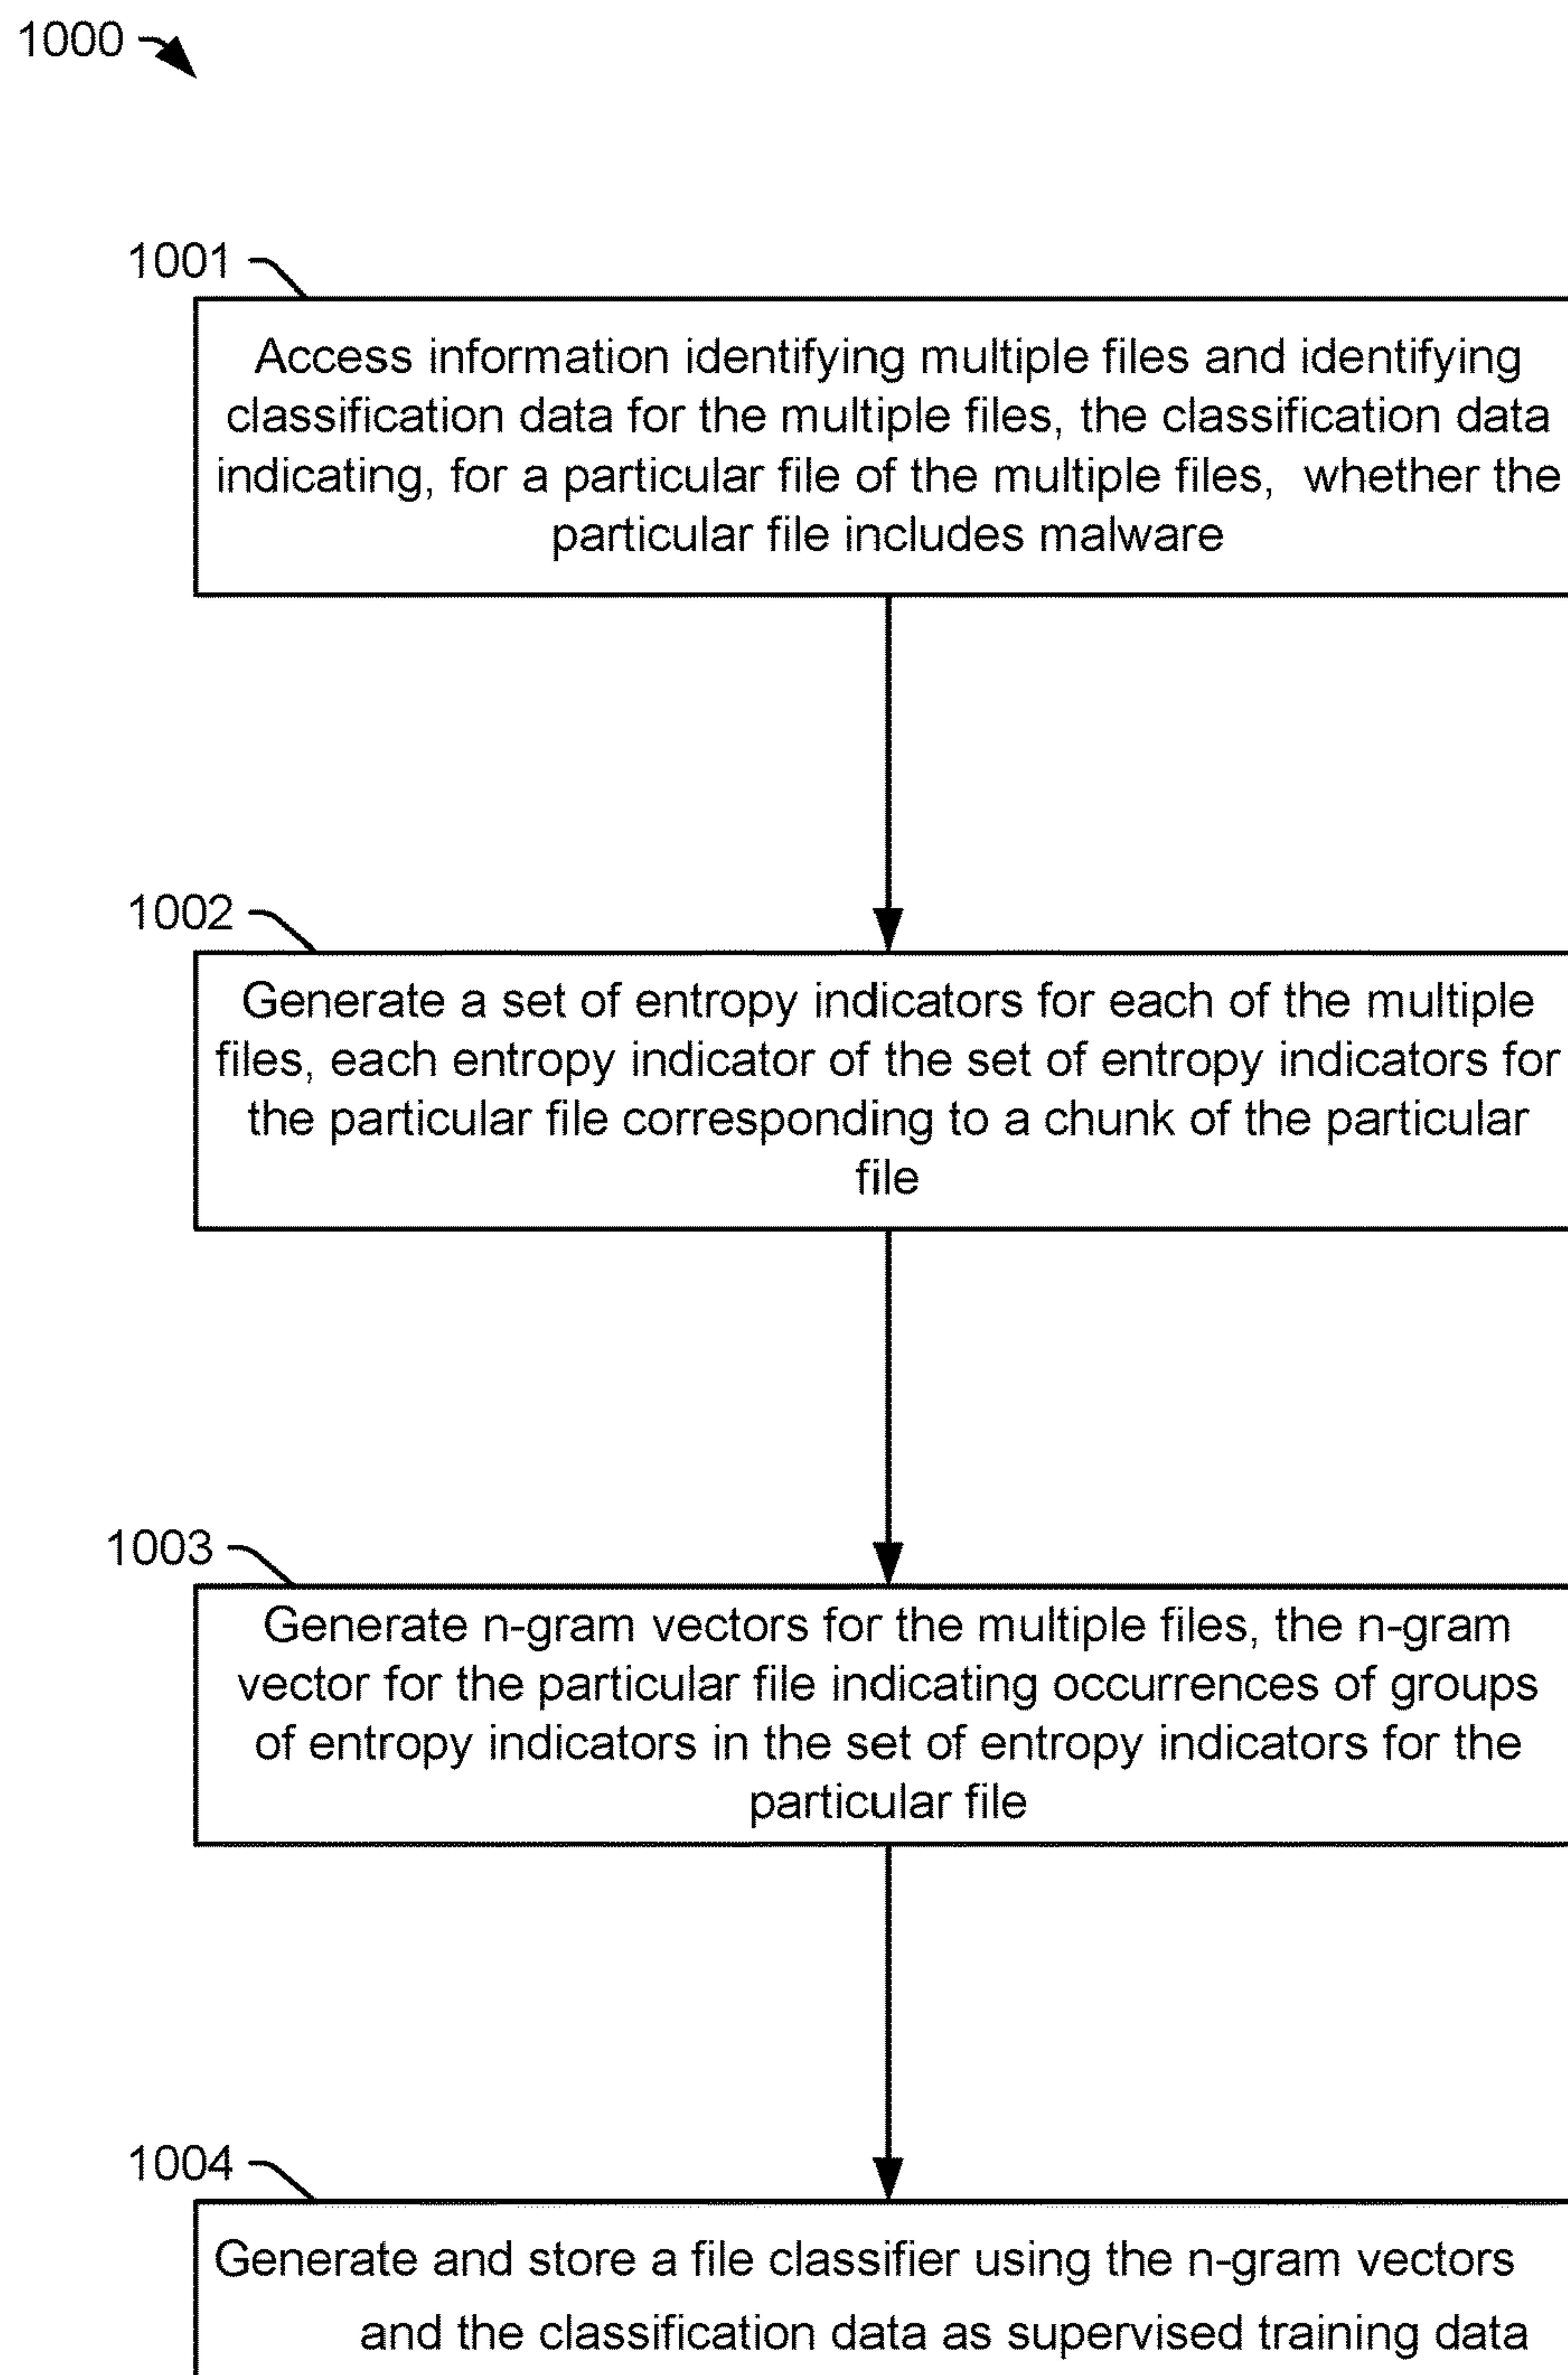 1000
1001
Access information identifying multiple files and identifying
classification data for the multiple files, the classification data
indicating, for a particular file of the multiple files,  whether the
particular file includes malware
1002
Generate a set of entropy indicators for each of the multiple
files, each entropy indicator of the set of entropy indicators for
the particular file corresponding to a chunk of the particular
file
1003
Generate n-gram vectors for the multiple files, the n-gram
vector for the particular file indicating occurrences of groups
of entropy indicators in the set of entropy indicators for the
particular file
1004
Generate and store a file classifier using the n-gram vectors
and the classification data as supervised training data